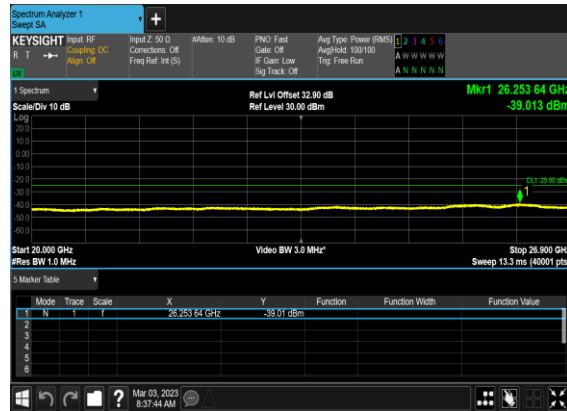 Spectrum Analyzer 1
Swept SA
+
KEYSIGHT Input: RF Input Z: 50 Ω #Atten: 10 dB PNO: Fast Avg Type: Power (RMS) 1 2 3 4 5 6
R T Coupling: DC Corrections: Off Gate: Off Avg|Hold: 100/100 A W W W W W
Align: Off Freq Ref: Int (S) IF Gain: Low Trig: Free Run
Sig Track: Off A N N N N N
1 Spectrum Ref Lvl Offset 32.90 dB Mkr1 26.253 64 GHz
Scale/Div 10 dB Ref Level 30.00 dBm -39.013 dBm
Log
20.0
10.0
0.00
-10.0
-20.0
DL1 -25.00 dBm
-30.0
1
-40.0
-50.0
-60.0
Start 20.000 GHz Video BW 3.0 MHz* Stop 26.900 GHz
#Res BW 1.0 MHz Sweep 13.3 ms (40001 pts)
5 Marker Table
Mode Trace Scale X Y Function Function Width Function Value
1 N 1 f 26.253 64 GHz -39.01 dBm
2
3
4
5
6
? Mar 03, 2023
8:37:44 AM